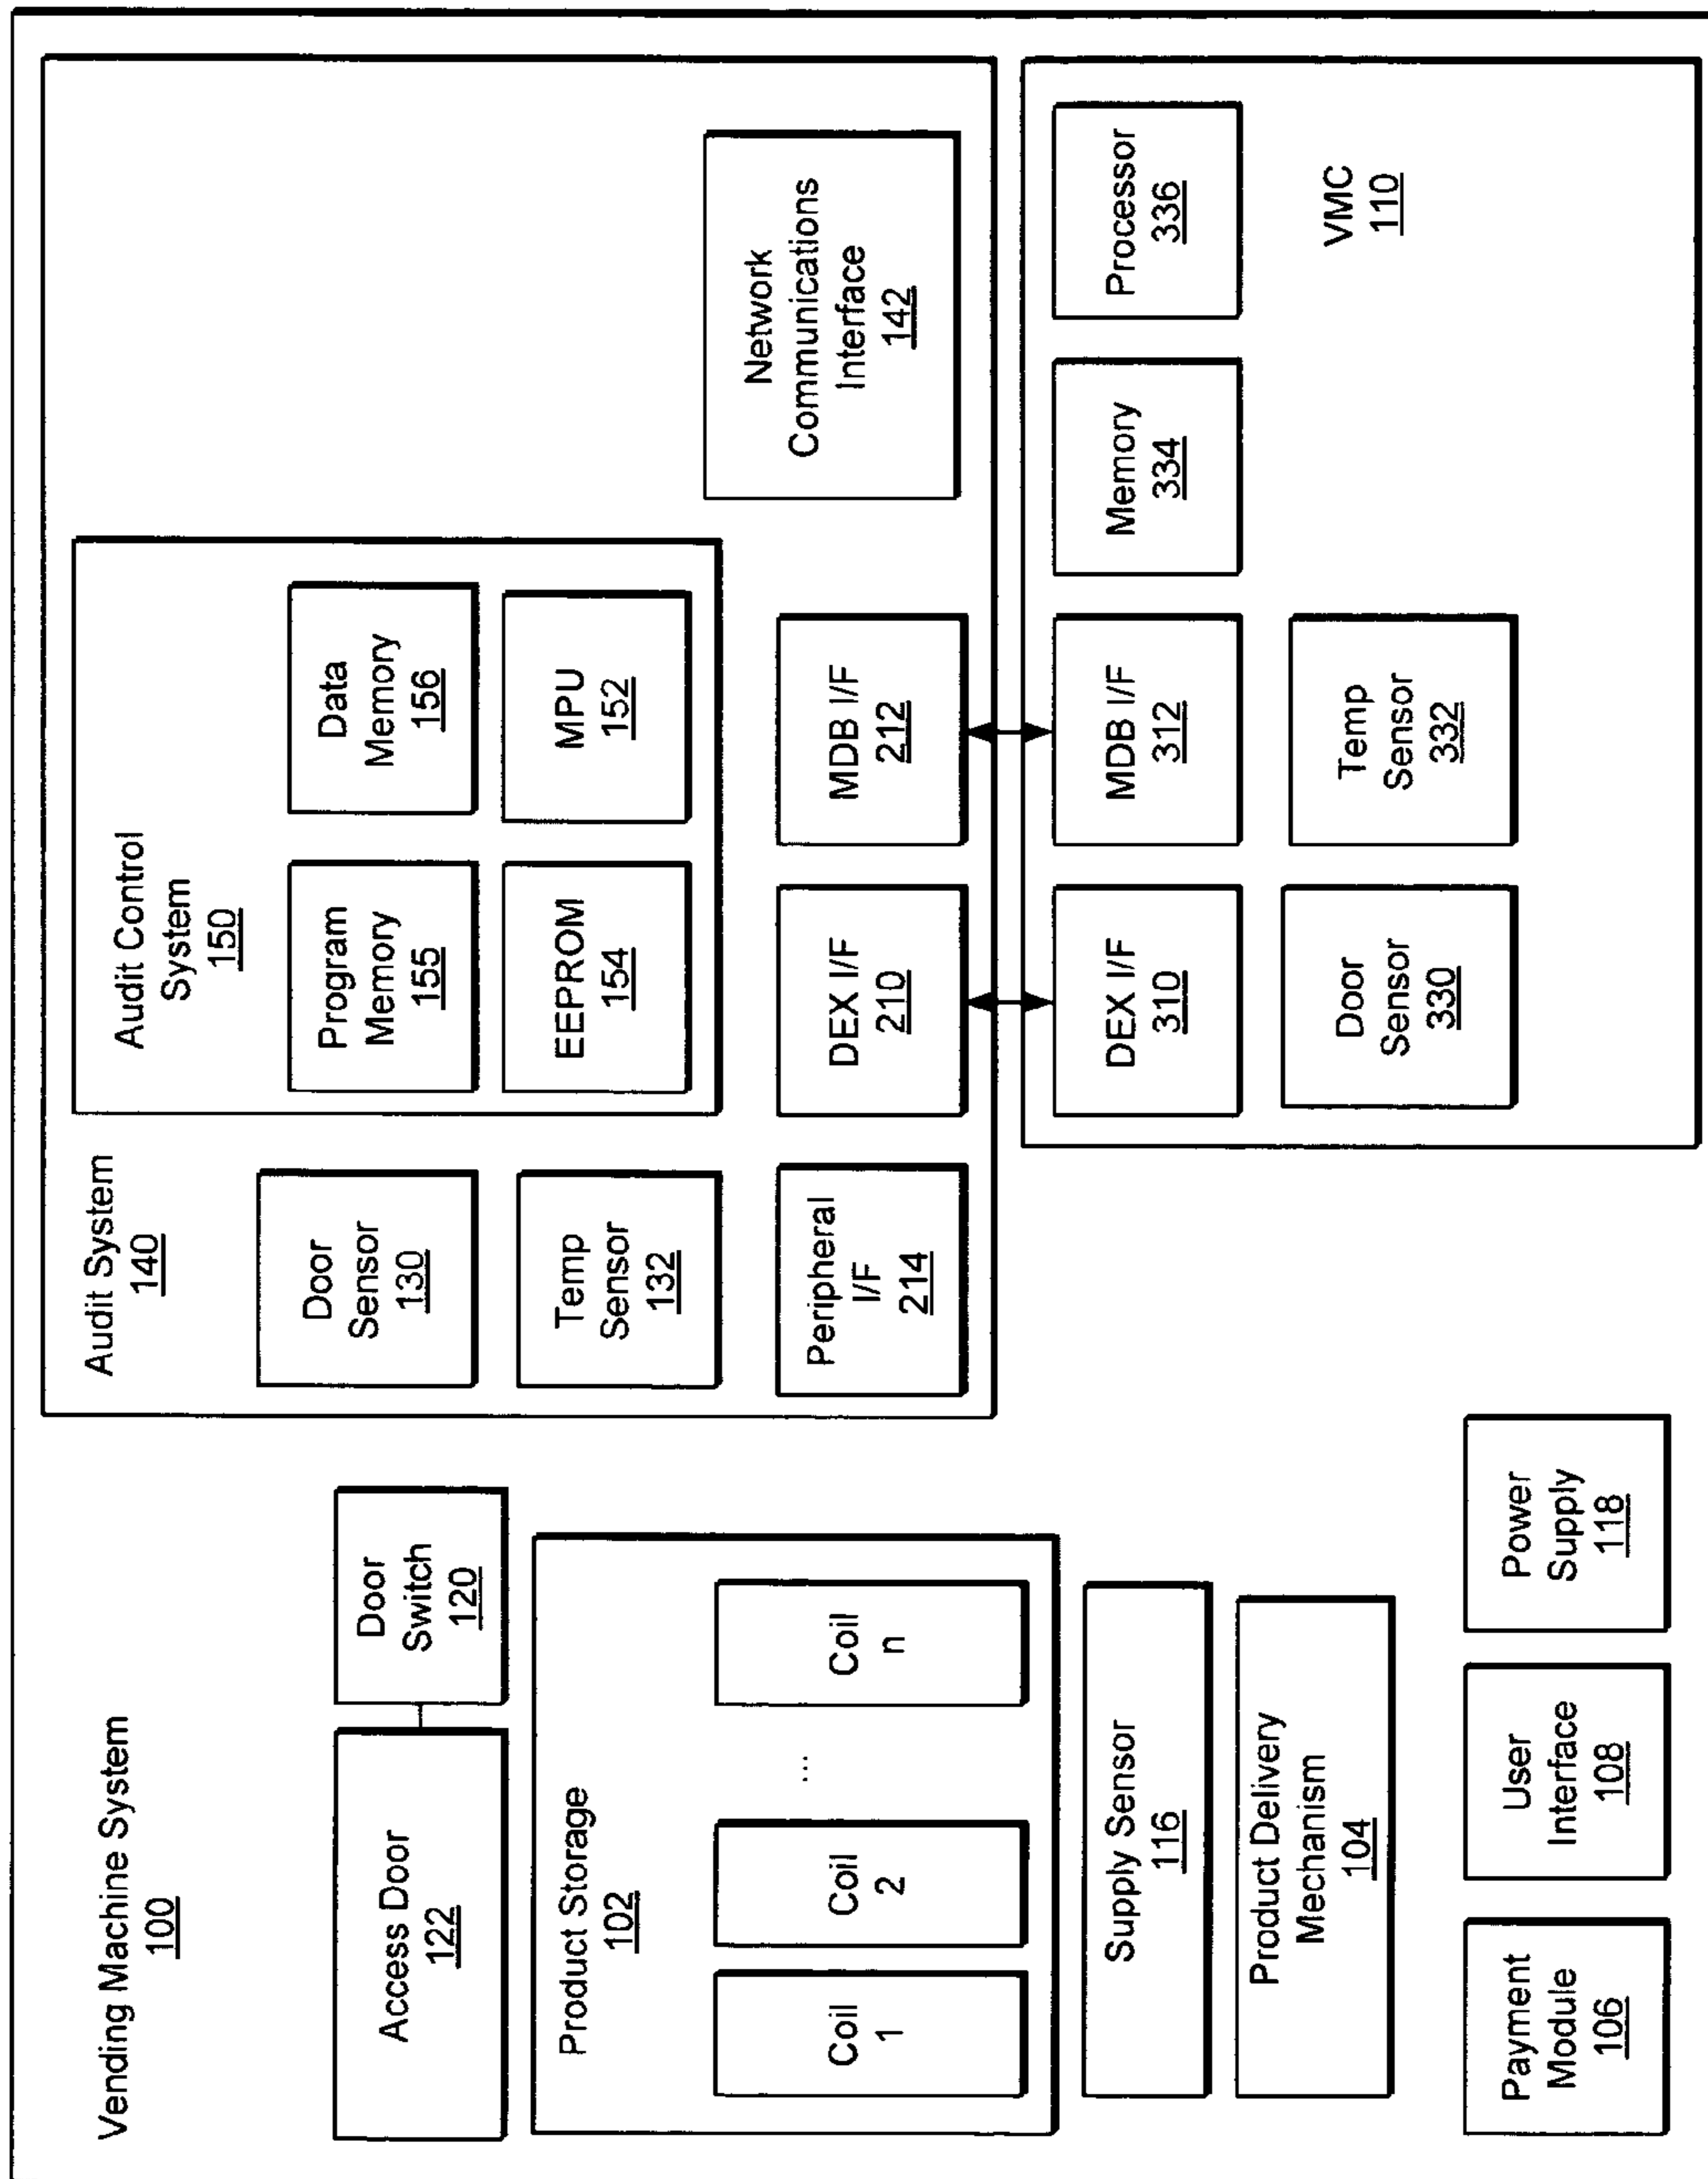 Vending Machine System
100
Access Door
122
Door
Switch
120
Product Storage
102
Coil
1
Coil
2
...
Coil
n
Supply Sensor
116
Product Delivery
Mechanism
104
Payment
Module
106
User
Interface
108
Power
Supply
118
Audit System
140
Door
Sensor
130
Temp
Sensor
132
Peripheral
I/F
214
Audit Control
System
150
Program
Memory
155
Data
Memory
156
EEPROM
154
MPU
152
DEX I/F
210
MDB I/F
212
Network
Communications
Interface
142
DEX I/F
310
MDB I/F
312
Memory
334
Processor
336
Door
Sensor
330
Temp
Sensor
332
VMC
110